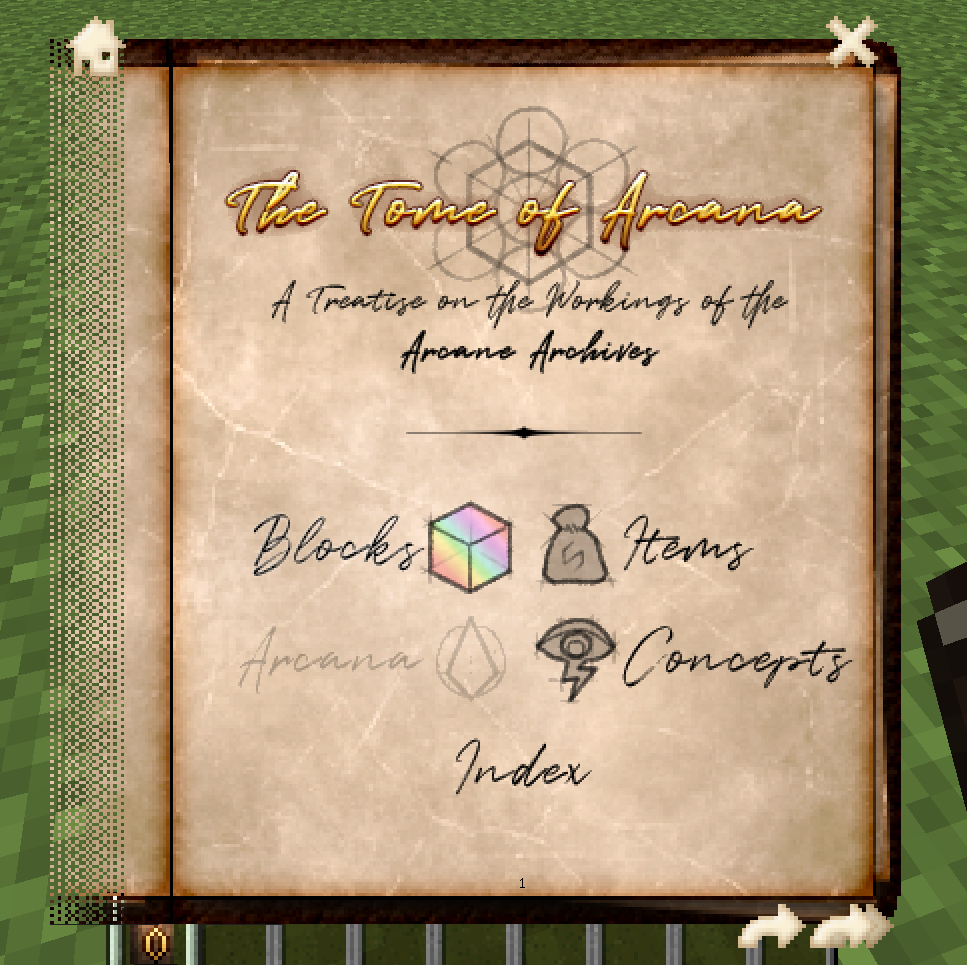 The Tome of Arcana
A Treatise on the Workings of the
Arcane Archives
Blocks Items
Arcana Concepts
Index
1